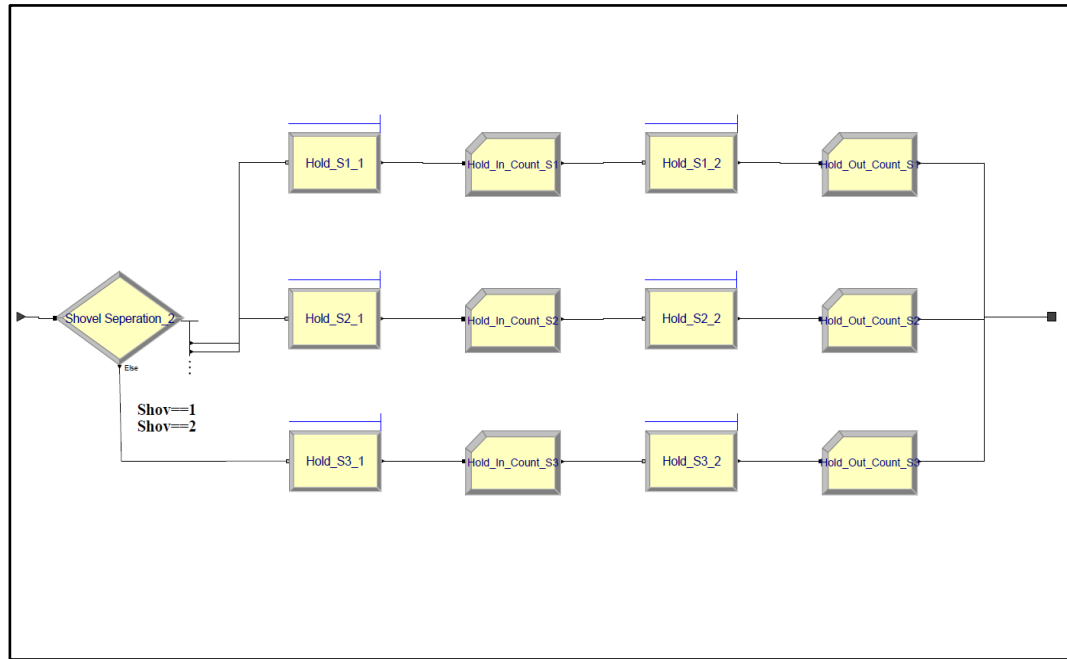 Hold_S1_1
Hold_In_Count_S1
Hold_S1_2
Hold_Out_Count_S1
Shovel Seperation_2
Hold_S2_1
Hold_In_Count_S2
Hold_S2_2
Hold_Out_Count_S2
Else
Shov==1
Shov==2
Hold_S3_1
Hold_In_Count_S3
Hold_S3_2
Hold_Out_Count_S3